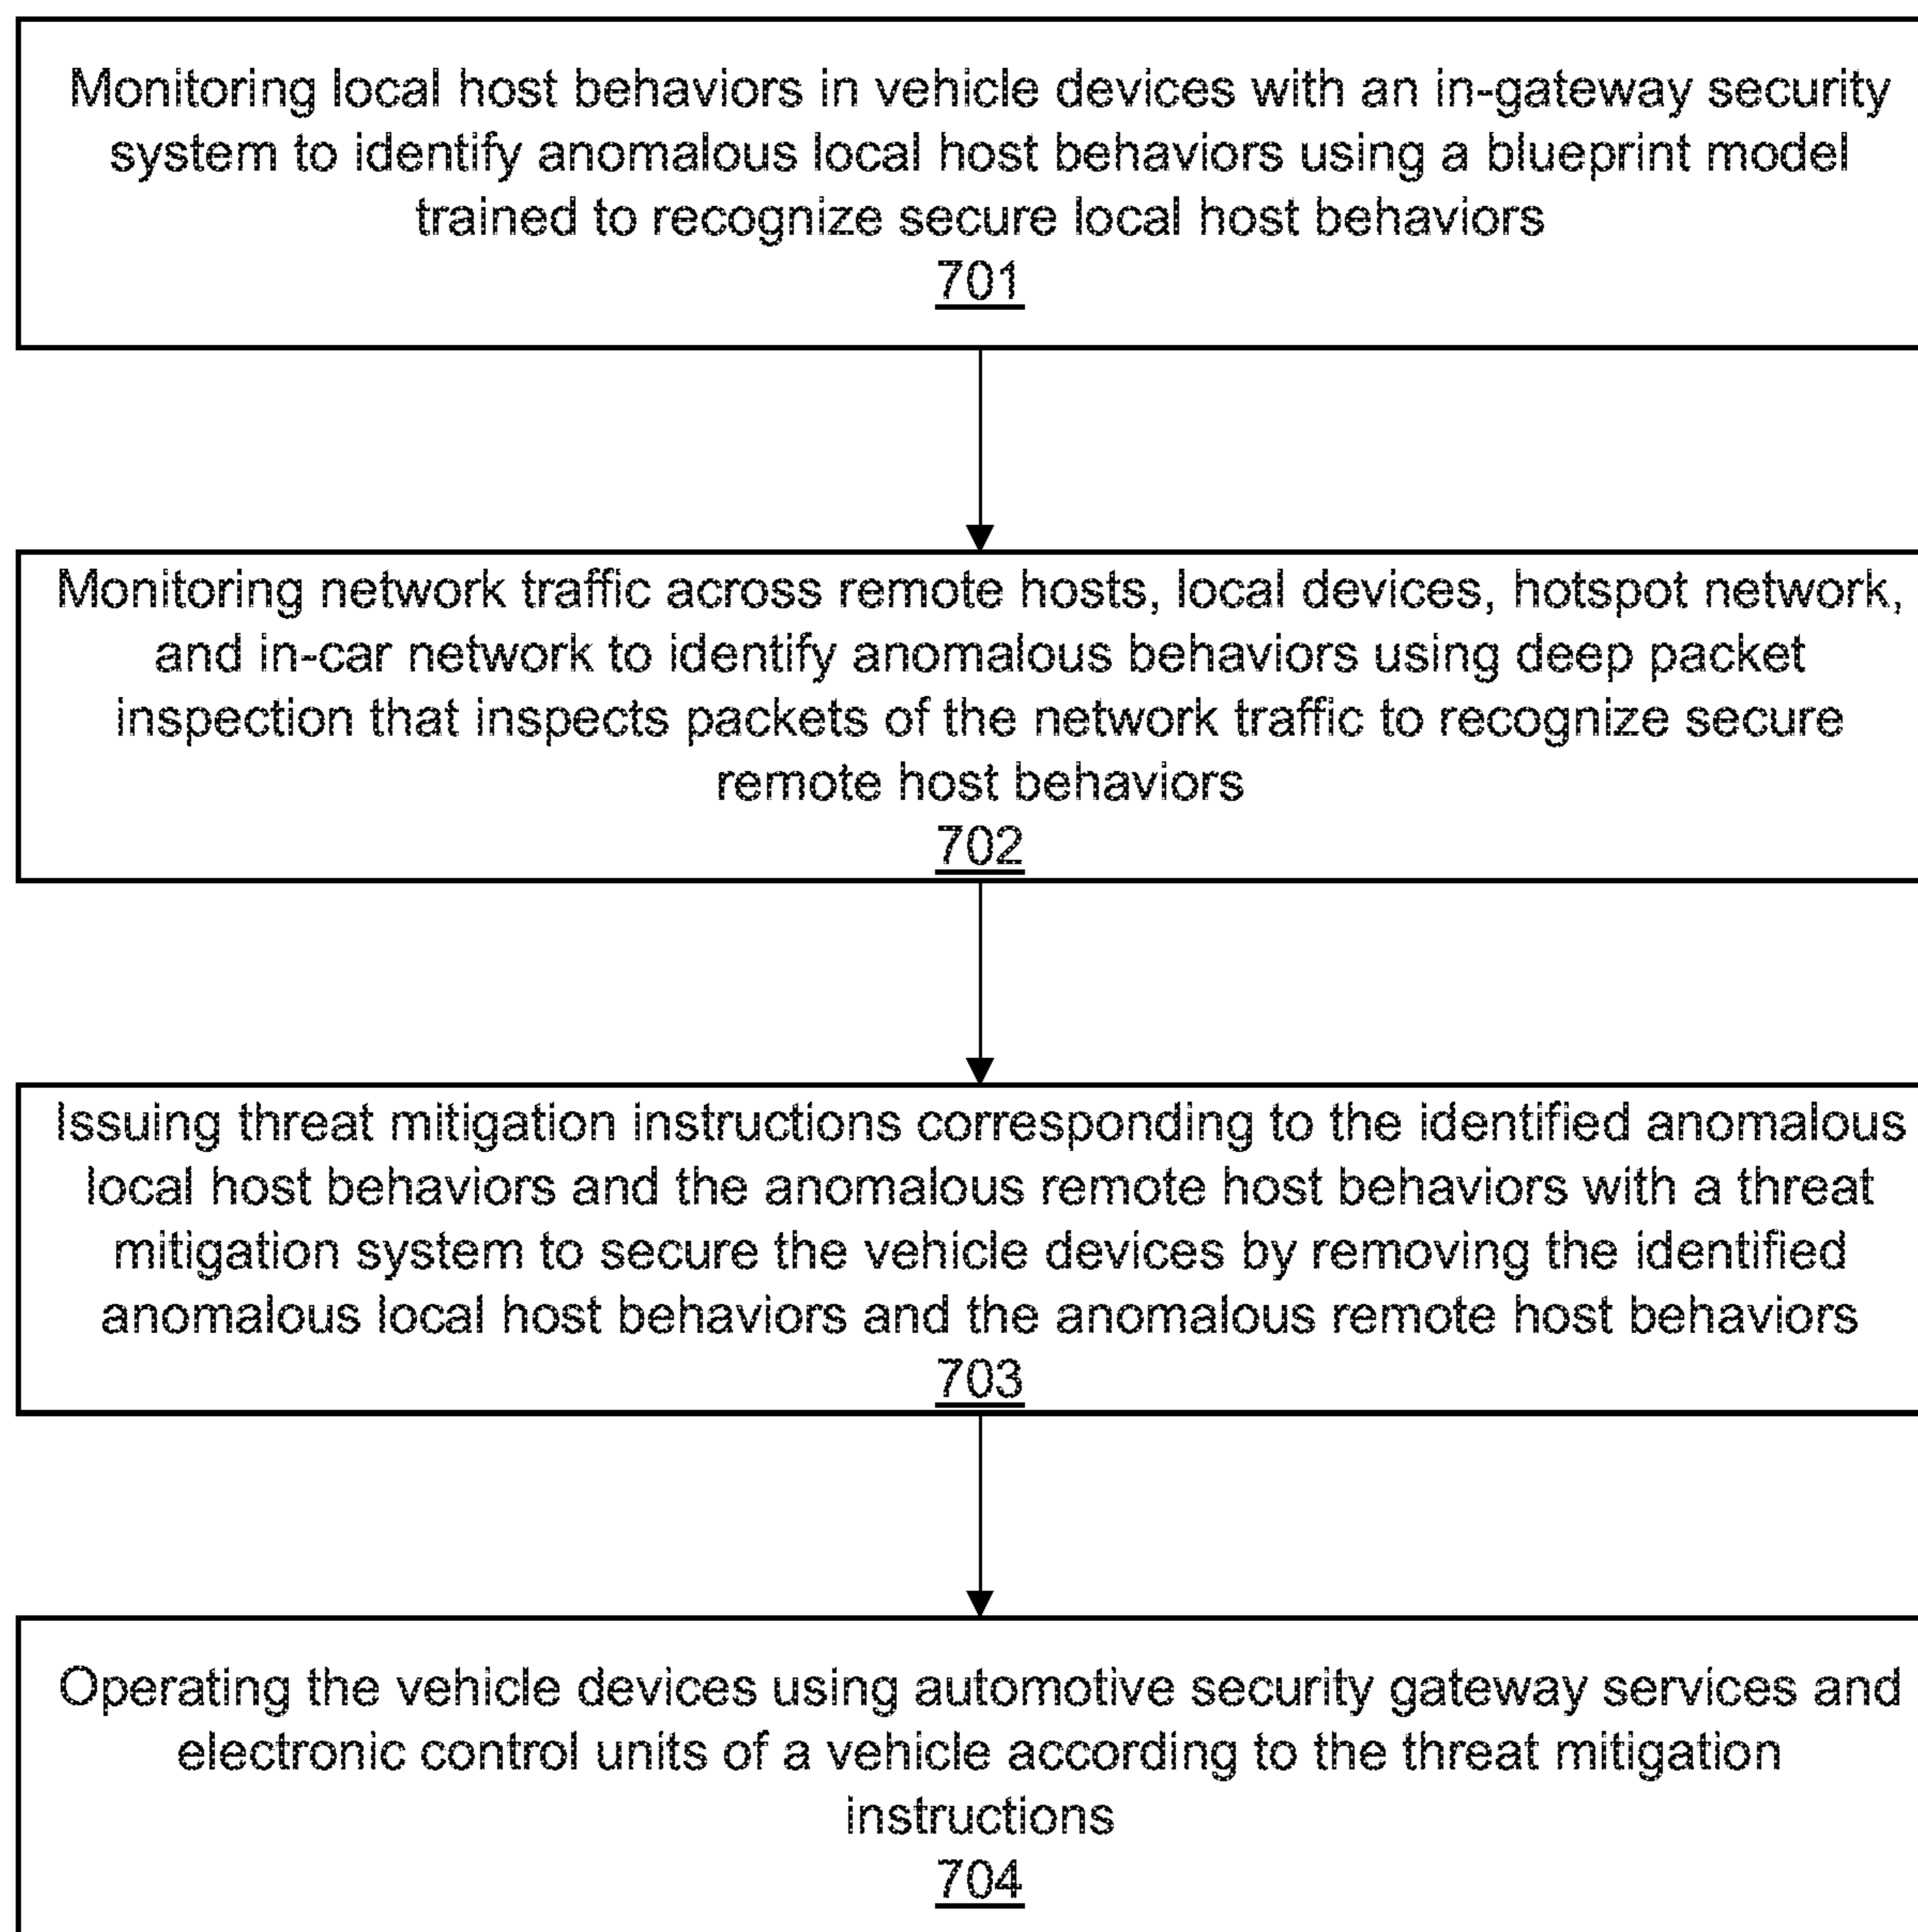 Monitoring local host behaviors in vehicle devices with an in-gateway security
system to identify anomalous local host behaviors using a blueprint model
trained to recognize secure local host behaviors
701
Monitoring network traffic across remote hosts, local devices, hotspot network,
and in-car network to identify anomalous behaviors using deep packet
inspection that inspects packets of the network traffic to recognize secure
remote host behaviors
702
Issuing threat mitigation instructions corresponding to the identified anomalous
local host behaviors and the anomalous remote host behaviors with a threat
mitigation system to secure the vehicle devices by removing the identified
anomalous local host behaviors and the anomalous remote host behaviors
703
Operating the vehicle devices using automotive security gateway services and
electronic control units of a vehicle according to the threat mitigation
instructions
704